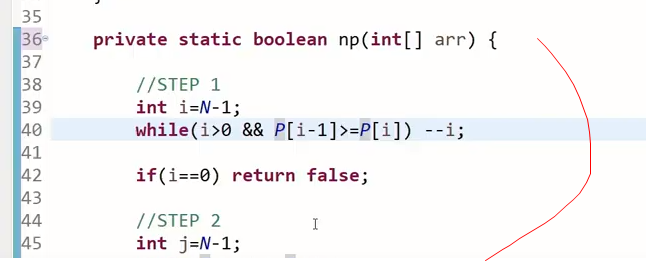 35
36 private static boolean np(int[] arr) {
37
38 //STEP 1
39 int i=N-1;
40 while(i>0 && P[i-1]>=P[i]) --i;
41
42 if(i==0) return false;
43
44 //STEP 2
45 int j=N-1;